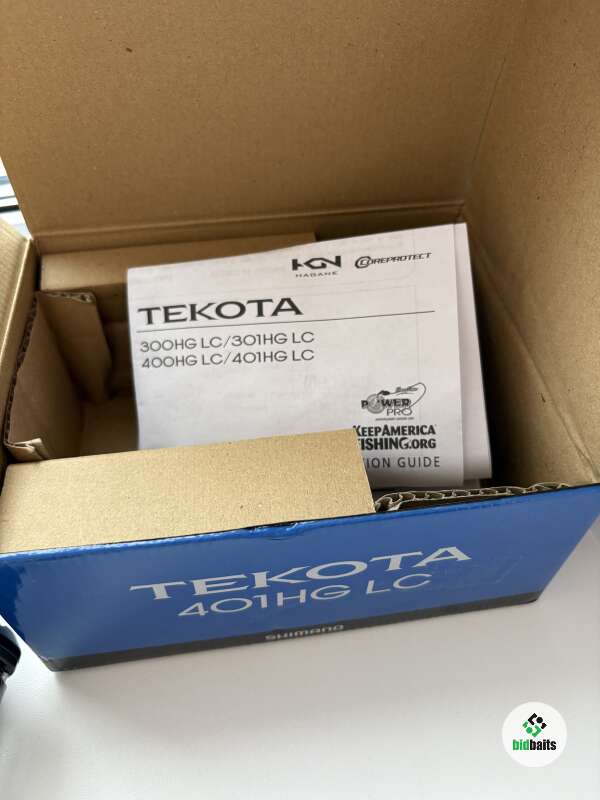 HAGANE
COREPROTECT
TEKOTA
300HG LC/301HG LC
400HG LC/401HG LC
POWER
PRO
KEEPAMERICA
FISHING.ORG
ION GUIDE
TEKOTA
401HG LC
SHIMANO
bidbaits